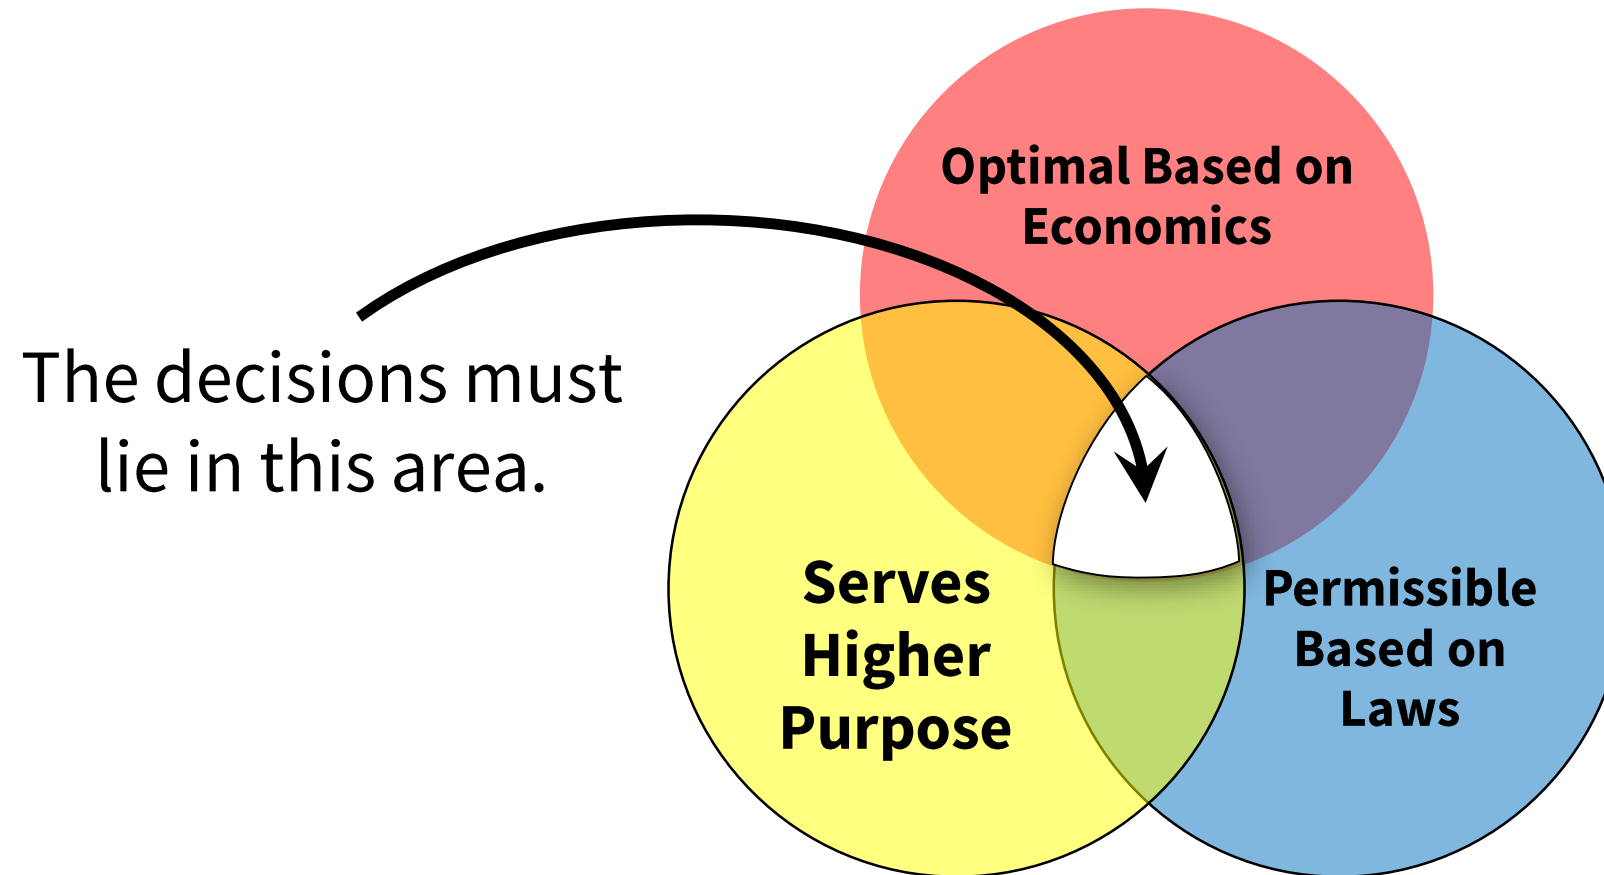 Optimal Based on
Economics
The decisions must
lie in this area.
Serves
Higher
Purpose
Permissible
Based on
Laws